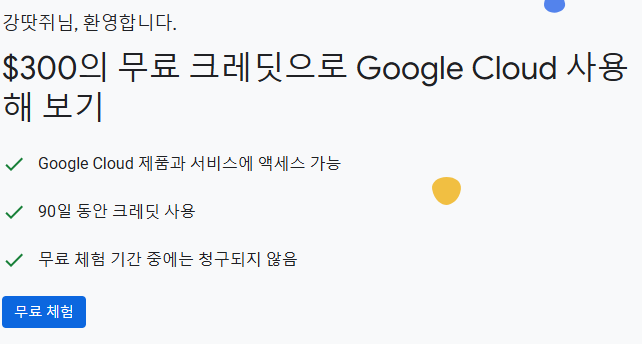 강땃쥐님, 환영합니다.
$300의 무료 크레딧으로 Google Cloud 사용
해 보기
Google Cloud 제품과 서비스에 액세스 가능
90일 동안 크레딧 사용
무료 체험 기간 중에는 청구되지 않음
무료 체험